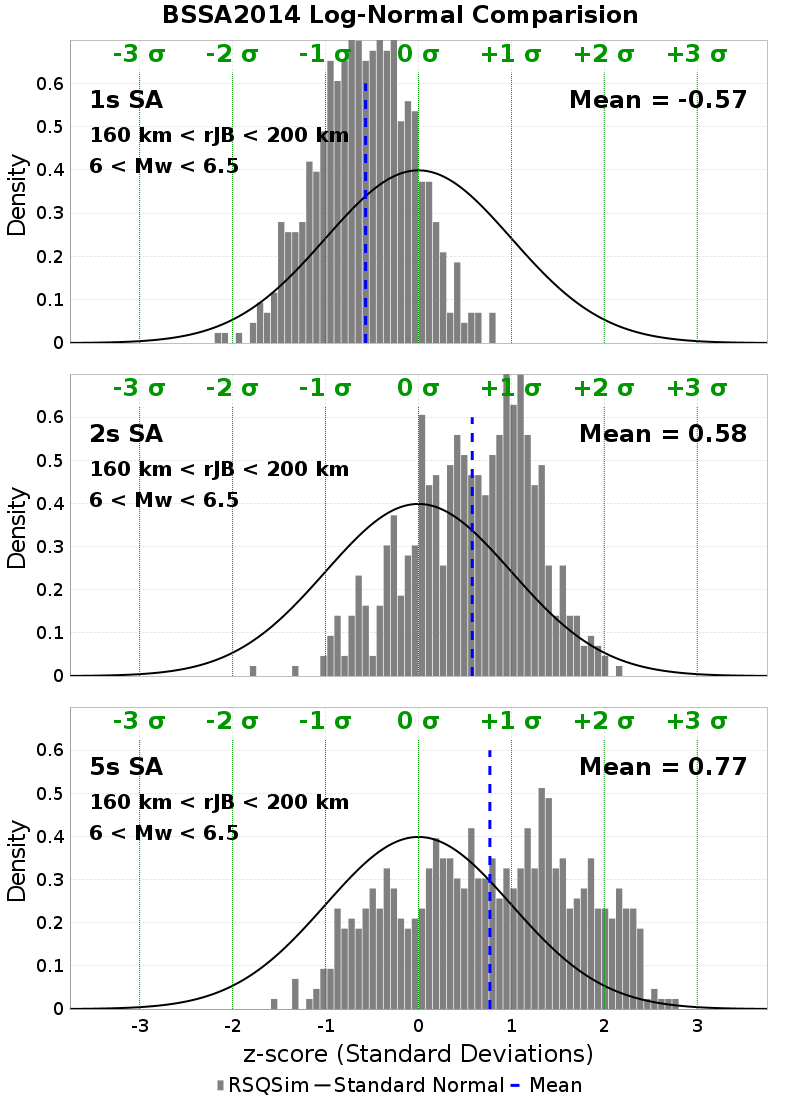 BSSA2014 Log-Normal Comparision
-3 σ -2 σ -1 σ 0 σ +1 σ +2 σ +3 σ
1s SA Mean = -0.57
160 km < rJB < 200 km
6 < Mw < 6.5
Density
0.6
0.5
0.4
0.3
0.2
0.1
0
-3 σ -2 σ -1 σ 0 σ +1 σ +2 σ +3 σ
2s SA Mean = 0.58
160 km < rJB < 200 km
6 < Mw < 6.5
Density
0.6
0.5
0.4
0.3
0.2
0.1
0
-3 σ -2 σ -1 σ 0 σ +1 σ +2 σ +3 σ
5s SA Mean = 0.77
160 km < rJB < 200 km
6 < Mw < 6.5
Density
0.6
0.5
0.4
0.3
0.2
0.1
0
-3 -2 -1 0 1 2 3
z-score (Standard Deviations)
RSQSim Standard Normal Mean